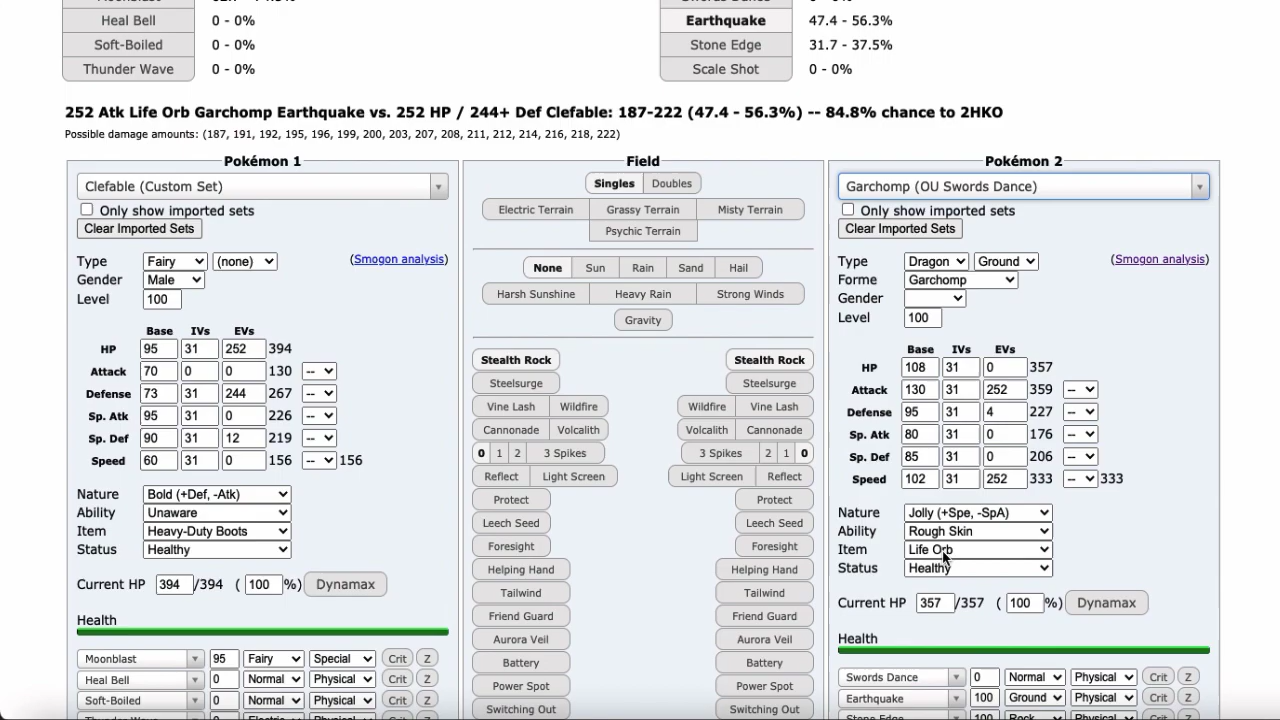 Heal Bell 0 - 0% Earthquake 47.4 - 56.3%
Soft-Boiled 0 - 0% Stone Edge 31.7 - 37.5%
Thunder Wave 0 - 0% Scale Shot 0 - 0%
252 Atk Life Orb Garchomp Earthquake vs. 252 HP / 244+ Def Clefable: 187-222 (47.4 - 56.3%) -- 84.8% chance to 2HKO
Possible damage amounts: (187, 191, 192, 195, 196, 199, 200, 203, 207, 208, 211, 212, 214, 216, 218, 222)
Pokémon 1
Clefable (Custom Set)
Only show imported sets
Clear Imported Sets
Type Fairy (none) (Smogon analysis)
Gender Male
Level 100
Base IVs EVs
HP 95 31 252 394
Attack 70 0 0 130 --
Defense 73 31 244 267 --
Sp. Atk 95 31 0 226 --
Sp. Def 90 31 12 219 --
Speed 60 31 0 156 -- 156
Nature Bold (+Def, -Atk)
Ability Unaware
Item Heavy-Duty Boots
Status Healthy
Current HP 394 /394 ( 100 %) Dynamax
Health
Moonblast 95 Fairy Special Crit Z
Heal Bell 0 Normal Physical Crit Z
Soft-Boiled 0 Normal Physical Crit Z
Field
Singles Doubles
Electric Terrain Grassy Terrain Misty Terrain
Psychic Terrain
None Sun Rain Sand Hail
Harsh Sunshine Heavy Rain Strong Winds
Gravity
Stealth Rock Stealth Rock
Steelsurge Steelsurge
Vine Lash Wildfire Wildfire Vine Lash
Cannonade Volcalith Volcalith Cannonade
0 1 2 3 Spikes 3 Spikes 2 1 0
Reflect Light Screen Light Screen Reflect
Protect Protect
Leech Seed Leech Seed
Foresight Foresight
Helping Hand Helping Hand
Tailwind Tailwind
Friend Guard Friend Guard
Aurora Veil Aurora Veil
Battery Battery
Power Spot Power Spot
Switching Out Switching Out
Pokémon 2
Garchomp (OU Swords Dance)
Only show imported sets
Clear Imported Sets
Type Dragon Ground (Smogon analysis)
Forme Garchomp
Gender
Level 100
Base IVs EVs
HP 108 31 0 357
Attack 130 31 252 359 --
Defense 95 31 4 227 --
Sp. Atk 80 31 0 176 --
Sp. Def 85 31 0 206 --
Speed 102 31 252 333 -- 333
Nature Jolly (+Spe, -SpA)
Ability Rough Skin
Item Life Orb
Status Healthy
Current HP 357 /357 ( 100 %) Dynamax
Health
Swords Dance 0 Normal Physical Crit Z
Earthquake 100 Ground Physical Crit Z
Stone Edge 100 Rock Physical Crit Z